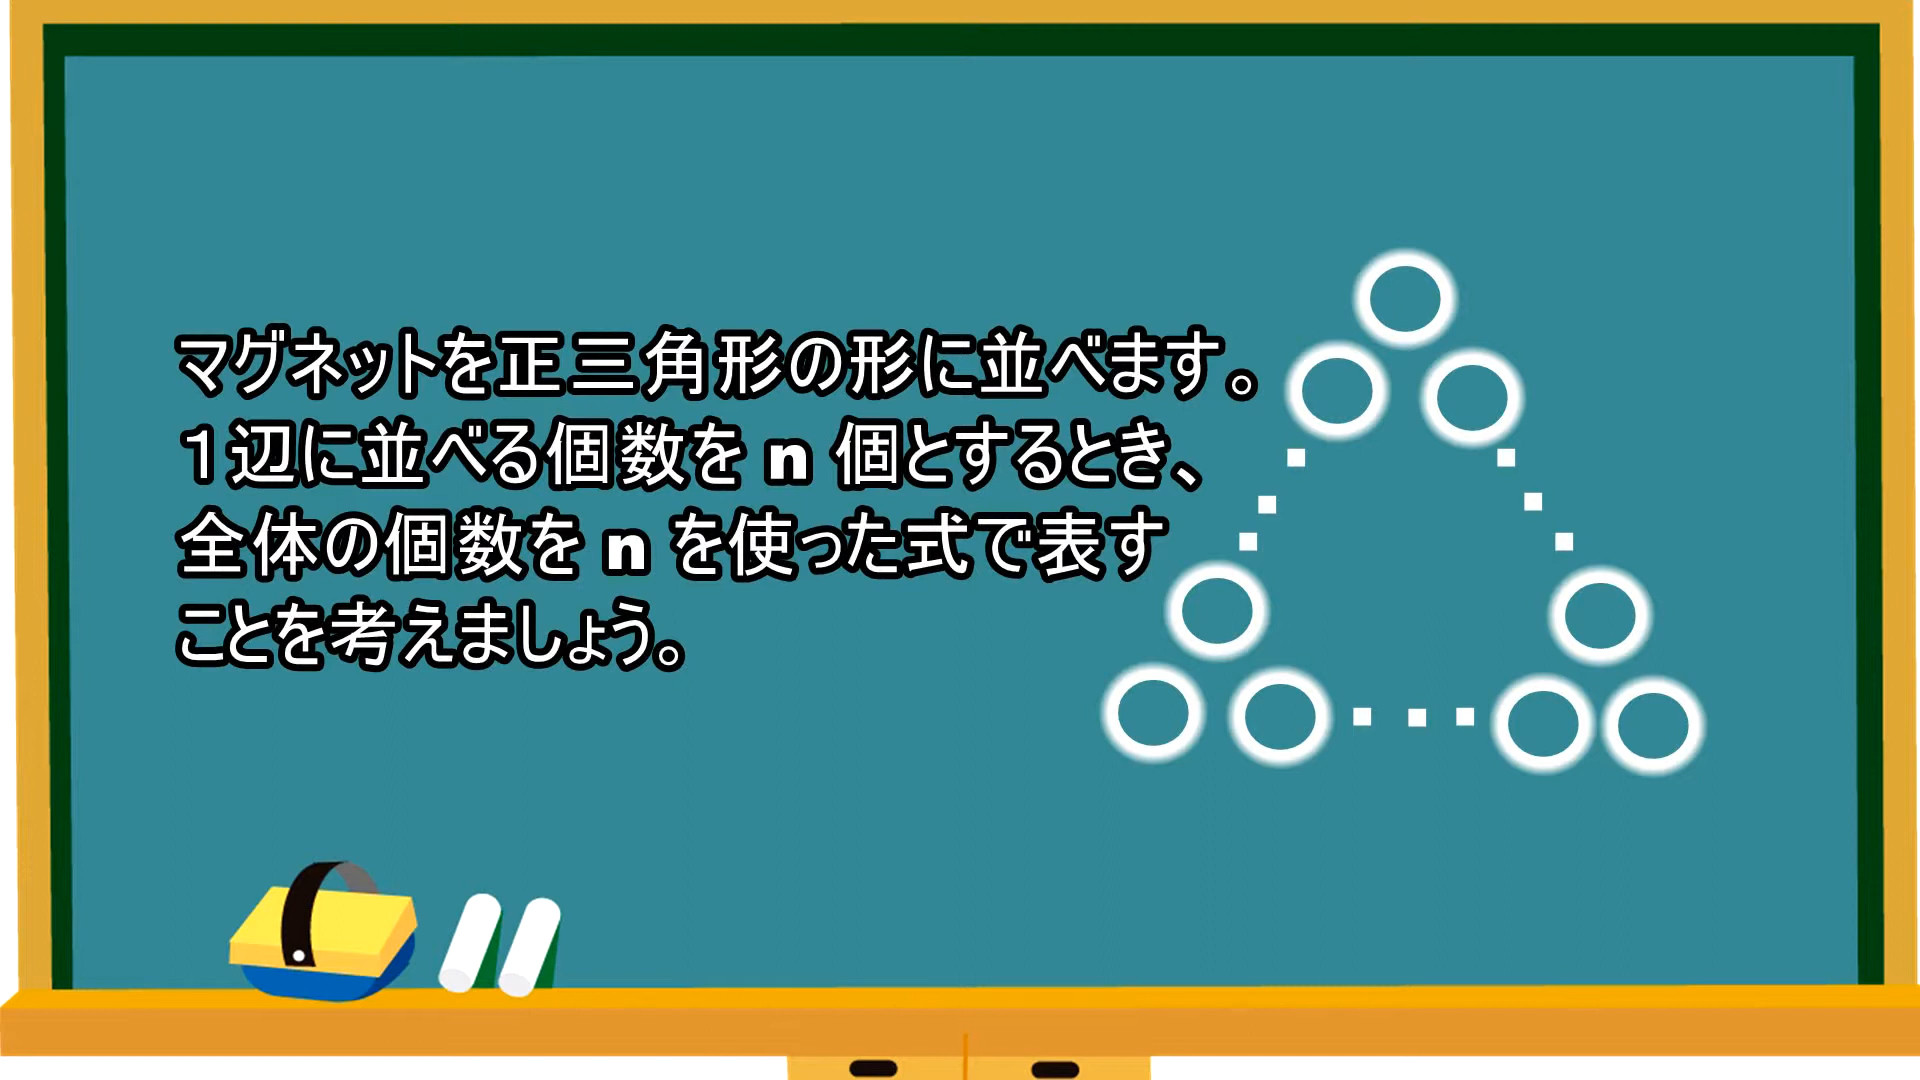 マグネットを正三角形の形に並べます。
１辺に並べる個数を n 個とするとき、
全体の個数を n を使った式で表す
ことを考えましょう。